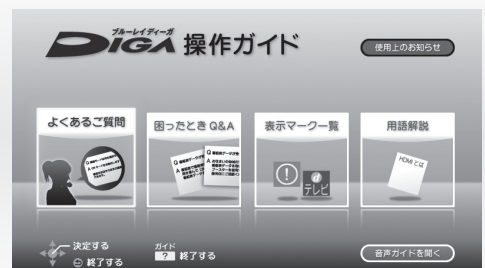 ブルーレイディーガ
DIGA 操作ガイド
使用上のお知らせ
よくあるご質問
困ったときQ&A
表示マーク一覧
用語解説
!
d
テレビ
HDMIとは
決定する
終了する
ガイド
? 終了する
音声ガイドを聞く